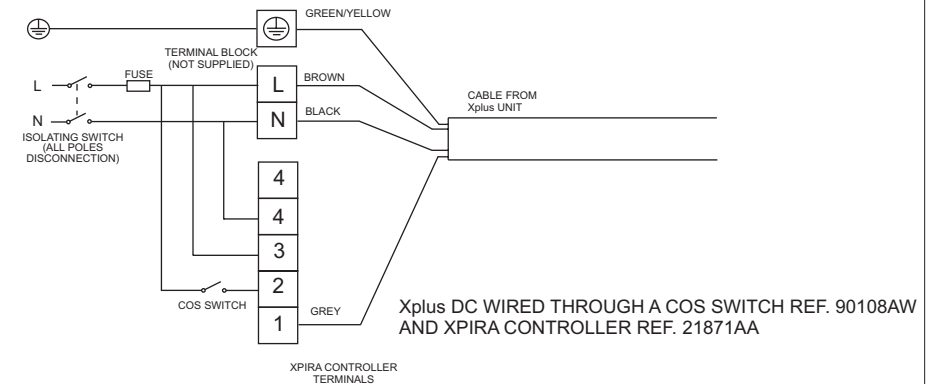 GREEN/YELLOW
TERMINAL BLOCK
(NOT SUPPLIED)
L
FUSE
L
BROWN
CABLE FROM
Xplus UNIT
N
N
BLACK
ISOLATING SWITCH
(ALL POLES
DISCONNECTION)
4
4
3
2
COS SWITCH
1
GREY
Xplus DC WIRED THROUGH A COS SWITCH REF. 90108AW
AND XPIRA CONTROLLER REF. 21871AA
XPIRA CONTROLLER
TERMINALS